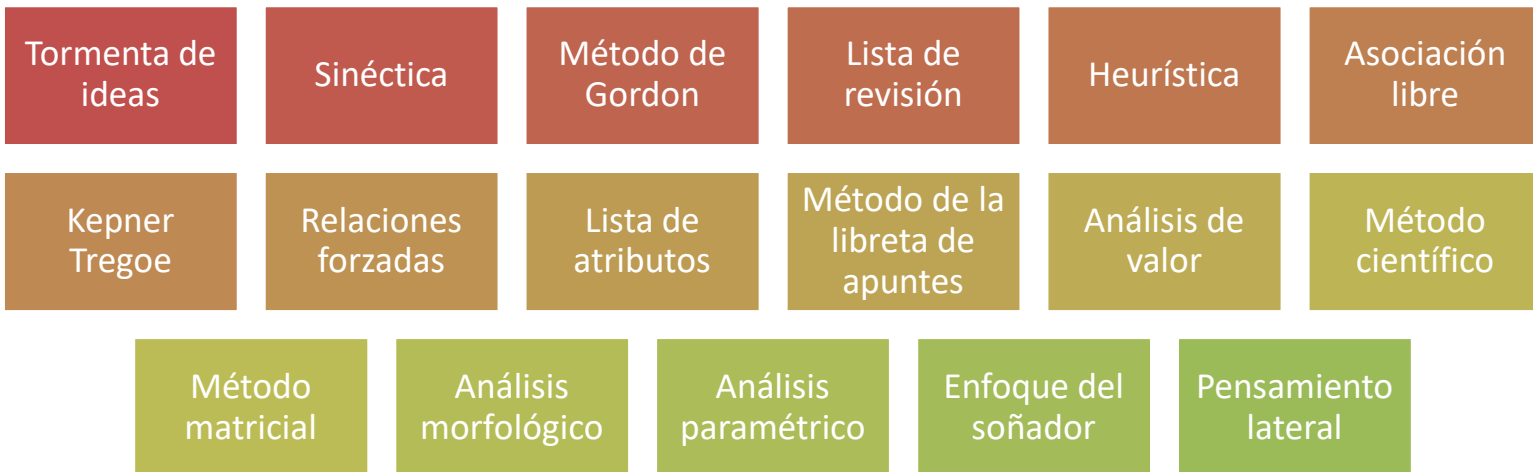 Tormenta de
ideas
Sinéctica
Método de
Gordon
Lista de
revisión
Heurística
Asociación
libre
Kepner
Tregoe
Relaciones
forzadas
Lista de
atributos
Método de la
libreta de
apuntes
Análisis de
valor
Método
científico
Método
matricial
Análisis
morfológico
Análisis
paramétrico
Enfoque del
soñador
Pensamiento
lateral